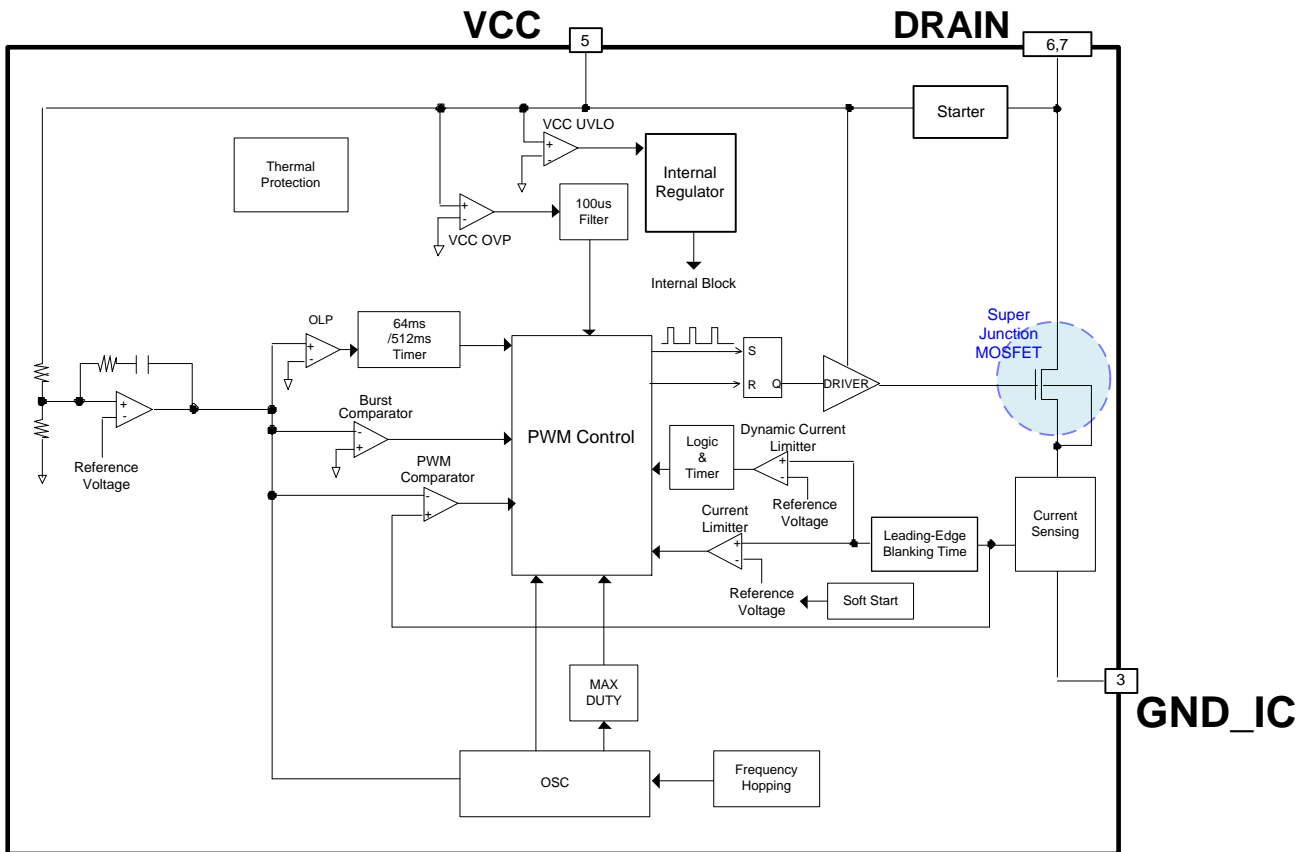 VCC
DRAIN
5
6,7
Starter
VCC UVLO
+
-
Thermal
Protection
Internal
Regulator
+
-
100us
Filter
VCC OVP
Internal Block
Super
Junction
MOSFET
OLP
+
-
64ms
/512ms
Timer
S
R
Q
DRIVER
+
-
Reference
Voltage
Burst
Comparator
-
+
PWM Control
PWM
Comparator
-
+
Dynamic Current
Limitter
Logic
&
Timer
+
-
Reference
Voltage
Current
Limitter
+
-
Leading-Edge
Blanking Time
Current
Sensing
Reference
Voltage
Soft Start
3
GND_IC
MAX
DUTY
OSC
Frequency
Hopping